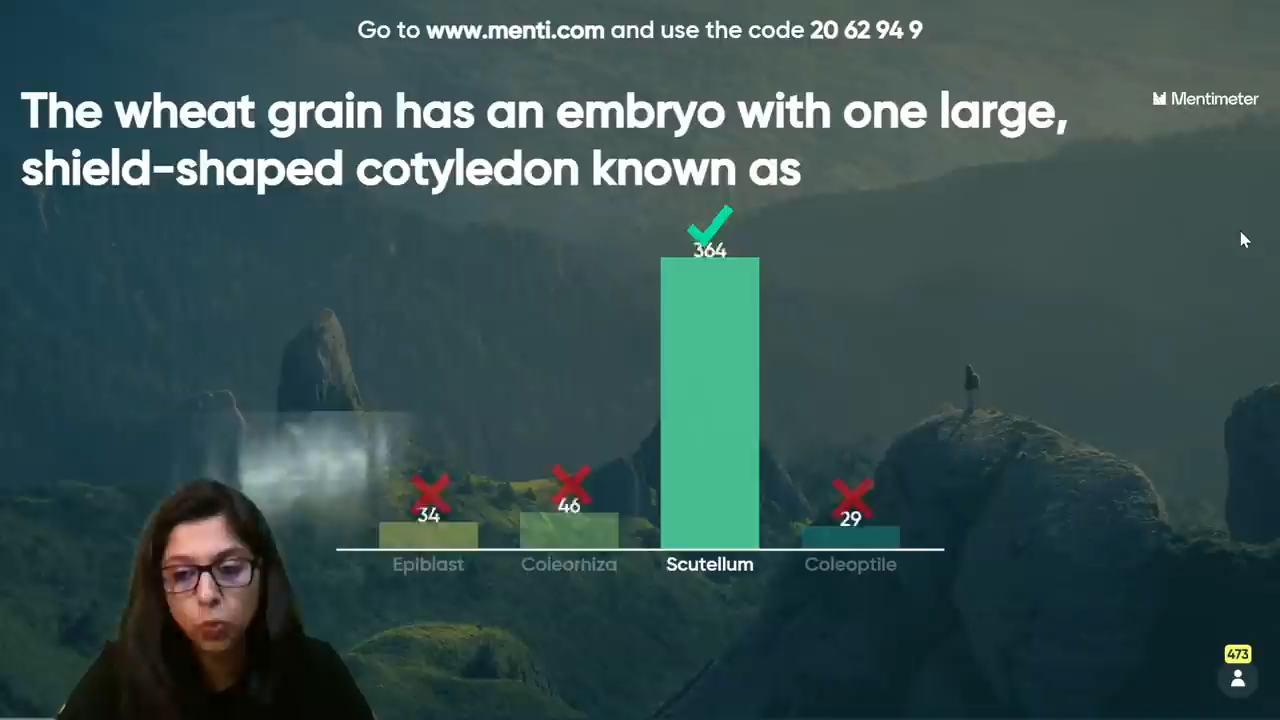 Go to www.menti.com and use the code 20 62 94 9
The wheat grain has an embryo with one large,
shield-shaped cotyledon known as
Mentimeter
364
34
46
29
Epiblast
Coleorhiza
Scutellum
Coleoptile
473